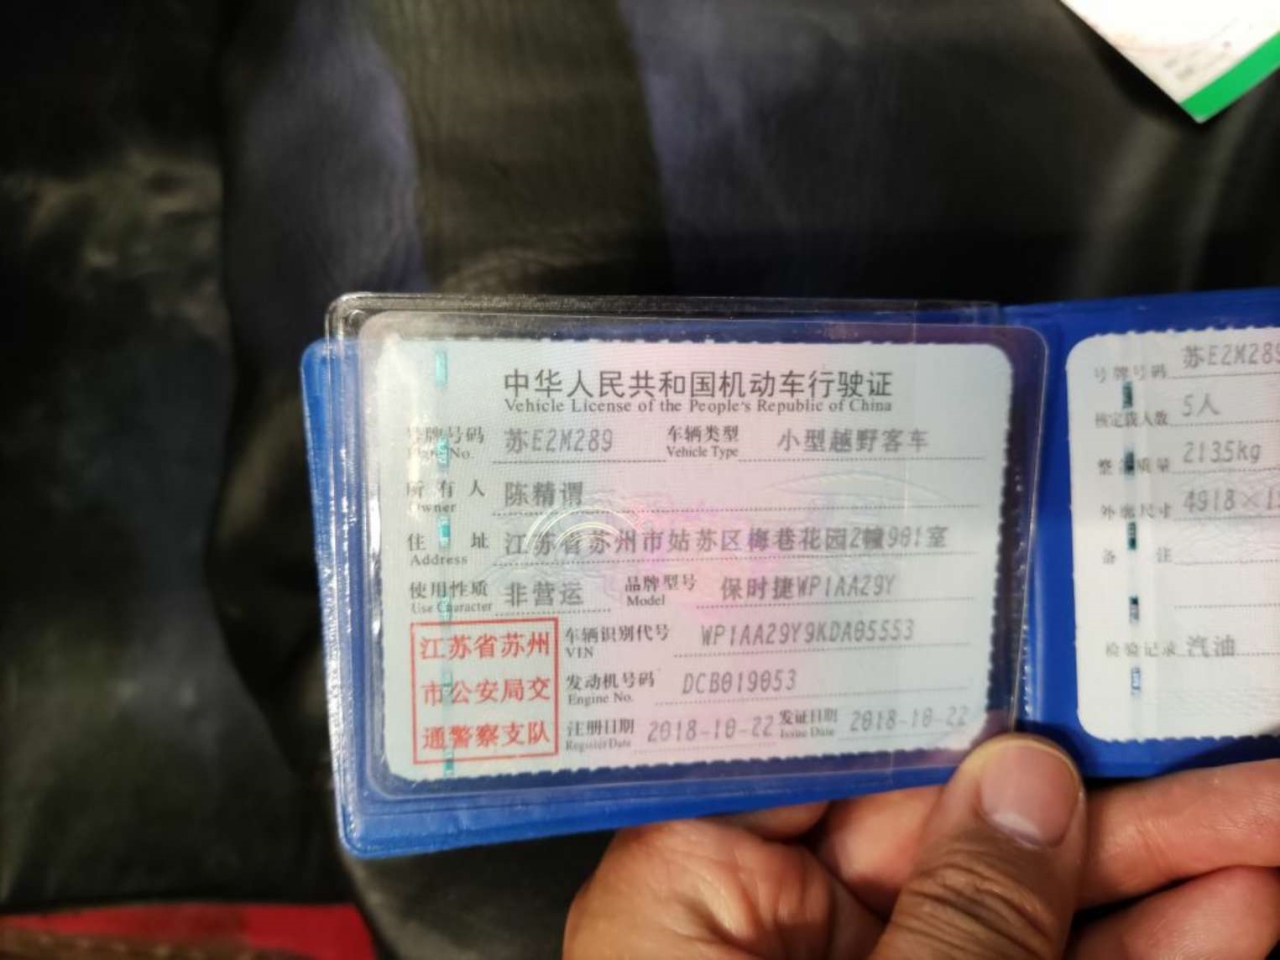 中华人民共和国机动车行驶证
Vehicle License of the People's Republic of China
号牌号码 苏E2M289 车辆类型 小型越野客车
Plate No. Vehicle Type
所有人 陈精谓
Owner
住址 江苏省苏州市姑苏区梅巷花园2幢901室
Address
使用性质 非营运 品牌型号 保时捷WP1AA29Y
Use Character Model
江苏省苏州
市公安局交
通警察支队
车辆识别代号 WP1AA29Y9KDA05553
VIN
发动机号码 DCB019053
Engine No.
注册日期 2018-10-22 发证日期 2018-10-22
Register Date Issue Date
号牌号码 苏E2M289
核定载人数 5人
整备质量 2135kg
外廓尺寸 4918×1
备注
检验记录 汽油